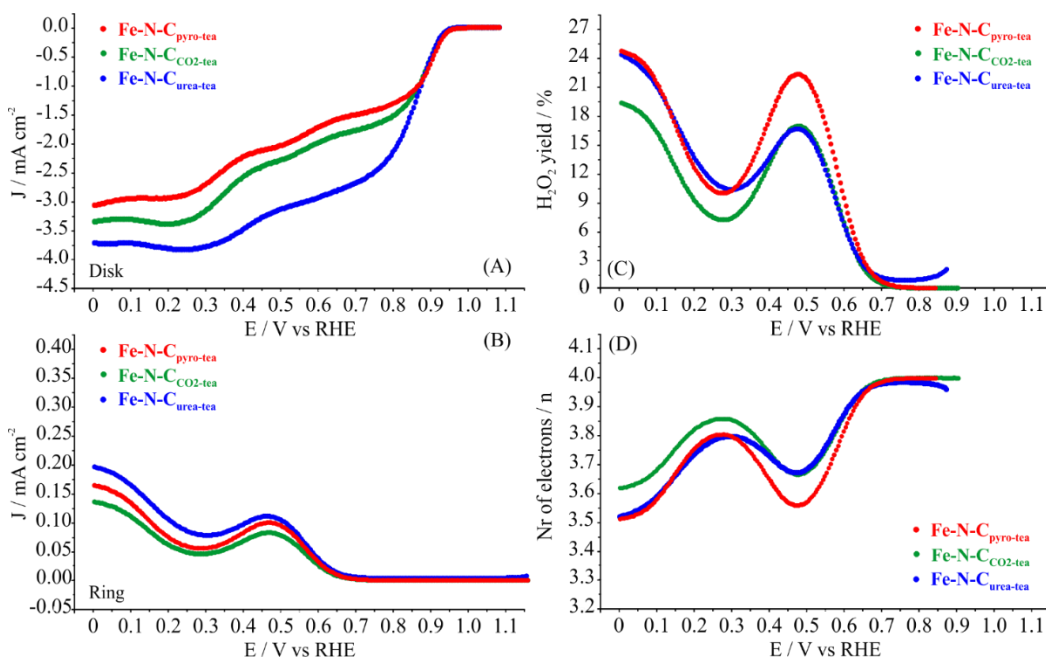 0.0
-0.5
-1.0
-1.5
-2.0
-2.5
-3.0
-3.5
-4.0
-4.5
J / mA cm-2
Fe-N-Cpyro-tea
Fe-N-CCO2-tea
Fe-N-Curea-tea
Disk
(A)
0 0.1 0.2 0.3 0.4 0.5 0.6 0.7 0.8 0.9 1.0 1.1
E / V vs RHE
0.40
0.35
0.30
0.25
0.20
0.15
0.10
0.05
0.00
-0.05
J / mA cm-2
(B)
Fe-N-Cpyro-tea
Fe-N-CCO2-tea
Fe-N-Curea-tea
Ring
0 0.1 0.2 0.3 0.4 0.5 0.6 0.7 0.8 0.9 1.0 1.1
E / V vs RHE
27
24
21
18
15
12
9
6
3
0
H2O2 yield / %
Fe-N-Cpyro-tea
Fe-N-CCO2-tea
Fe-N-Curea-tea
(C)
0 0.1 0.2 0.3 0.4 0.5 0.6 0.7 0.8 0.9 1.0 1.1
E / V vs RHE
4.1
4.0
3.9
3.8
3.7
3.6
3.5
3.4
3.3
3.2
Nr of electrons / n
(D)
Fe-N-Cpyro-tea
Fe-N-CCO2-tea
Fe-N-Curea-tea
0 0.1 0.2 0.3 0.4 0.5 0.6 0.7 0.8 0.9 1.0 1.1
E / V vs RHE